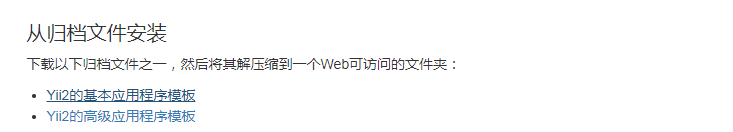 从归档文件安装
下载以下归档文件之一，然后将其解压缩到一个Web可访问的文件夹：
Yii2的基本应用程序模板
Yii2的高级应用程序模板